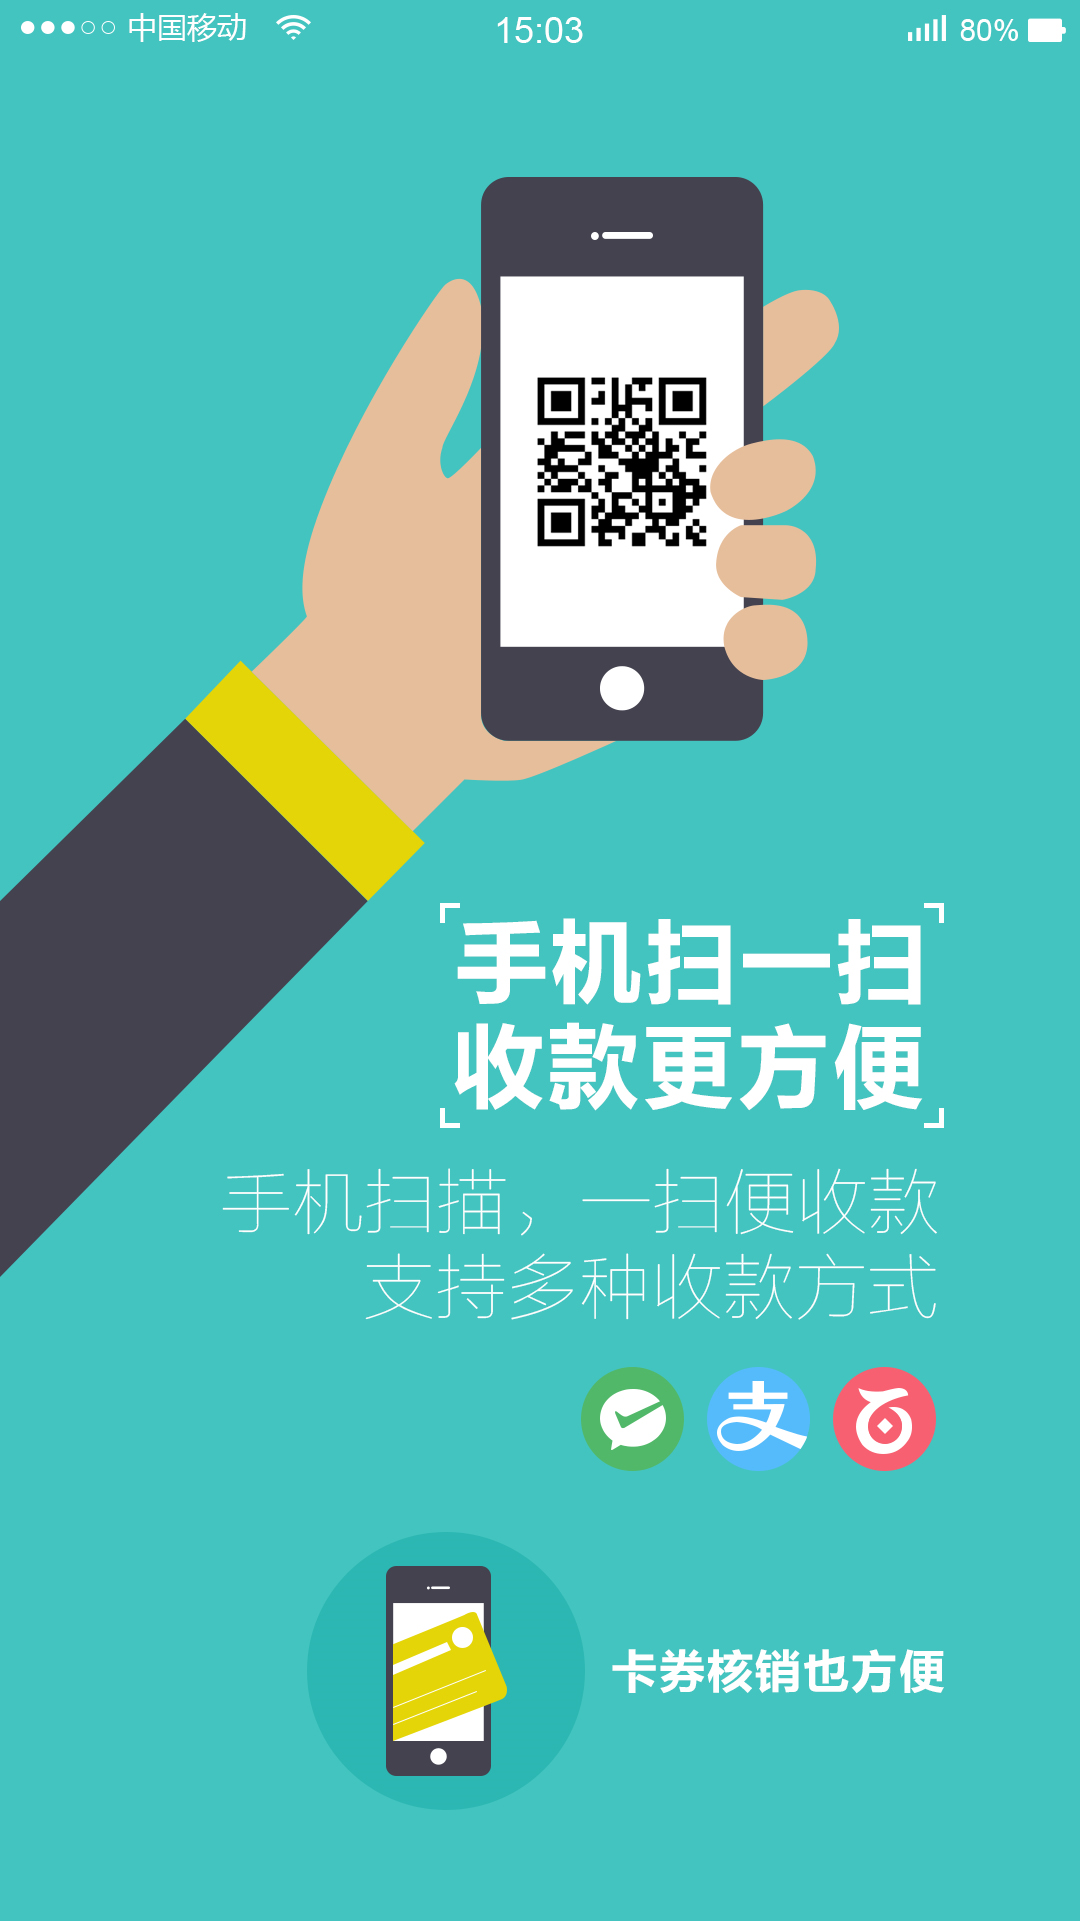 中国移动
15:03
80%
手机扫一扫
收款更方便
手机扫描，一扫便收款
支持多种收款方式
支
卡券核销也方便